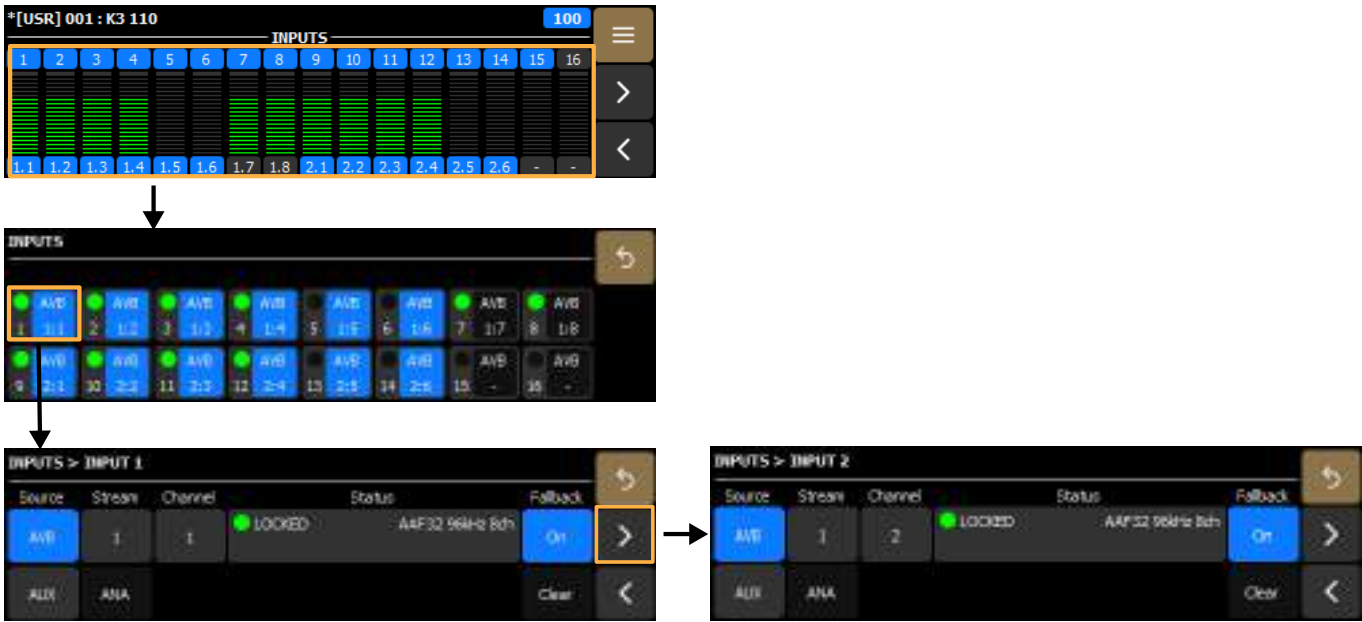 *[USR] 001 : K3 110 100
INPUTS
1 2 3 4 5 6 7 8 9 10 11 12 13 14 15 16
1.1 1.2 1.3 1.4 1.5 1.6 1.7 1.8 2.1 2.2 2.3 2.4 2.5 2.6 - -
INPUTS
AVB AVB AVB AVB AVB AVB AVB AVB
1 1:1 2 1:2 3 1:3 4 1:4 5 1:5 6 1:6 7 1:7 8 1:8
AVB AVB AVB AVB AVB AVB AVB AVB
9 2:1 10 2:2 11 2:3 12 2:4 13 2:5 14 2:6 15 - 16 -
INPUTS > INPUT 1
Source Stream Channel Status Fallback
AVB 1 1 LOCKED AAF32 96kHz 8ch On
AUX ANA Clear
INPUTS > INPUT 2
Source Stream Channel Status Fallback
AVB 1 2 LOCKED AAF32 96kHz 8ch On
AUX ANA Clear